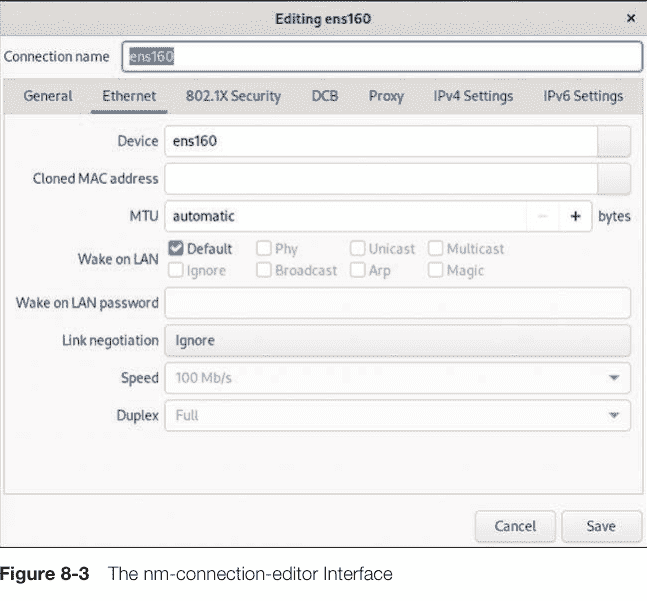 Editing ens160 ×
Connection name ens160
General Ethernet 802.1X Security DCB Proxy IPv4 Settings IPv6 Settings
Device ens160
Cloned MAC address
MTU automatic − + bytes
Wake on LAN Default Phy Unicast Multicast
Ignore Broadcast Arp Magic
Wake on LAN password
Link negotiation Ignore
Speed 100 Mb/s
Duplex Full
Cancel Save
Figure 8-3 The nm-connection-editor Interface